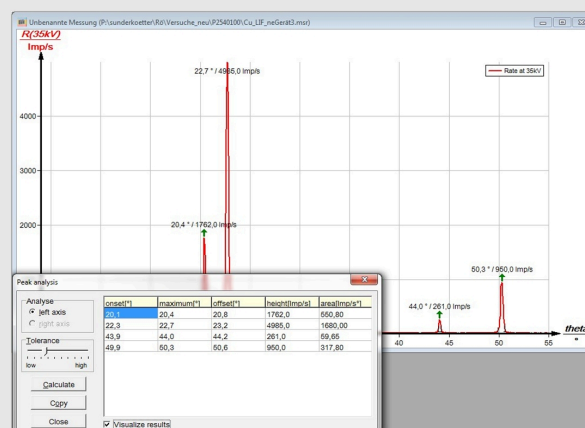 Unbenannte Messung (P:\sunderkoetter\Rö\Versuche_neu\P2540100\Cu_LIF_neGerät3.msr)
R(35kV)
Imp/s
22,7 ° / 4985,0 Imp/s
Rate at 35kV
4000
3000
2000
20,4 ° / 1762,0 Imp/s
50,3 ° / 950,0 Imp/s
44,0 ° / 261,0 Imp/s
theta
40 45 50 55 °
Peak analysis
Analyse
left axis
right axis
Tolerance
low high
Calculate
Copy
Close
onset[°] maximum[°] offset[°] height[Imp/s] area[Imp/s*°]
20,1 20,4 20,8 1762,0 550,80
22,3 22,7 23,2 4985,0 1680,00
43,9 44,0 44,2 261,0 59,65
49,9 50,3 50,6 950,0 317,80
Visualize results